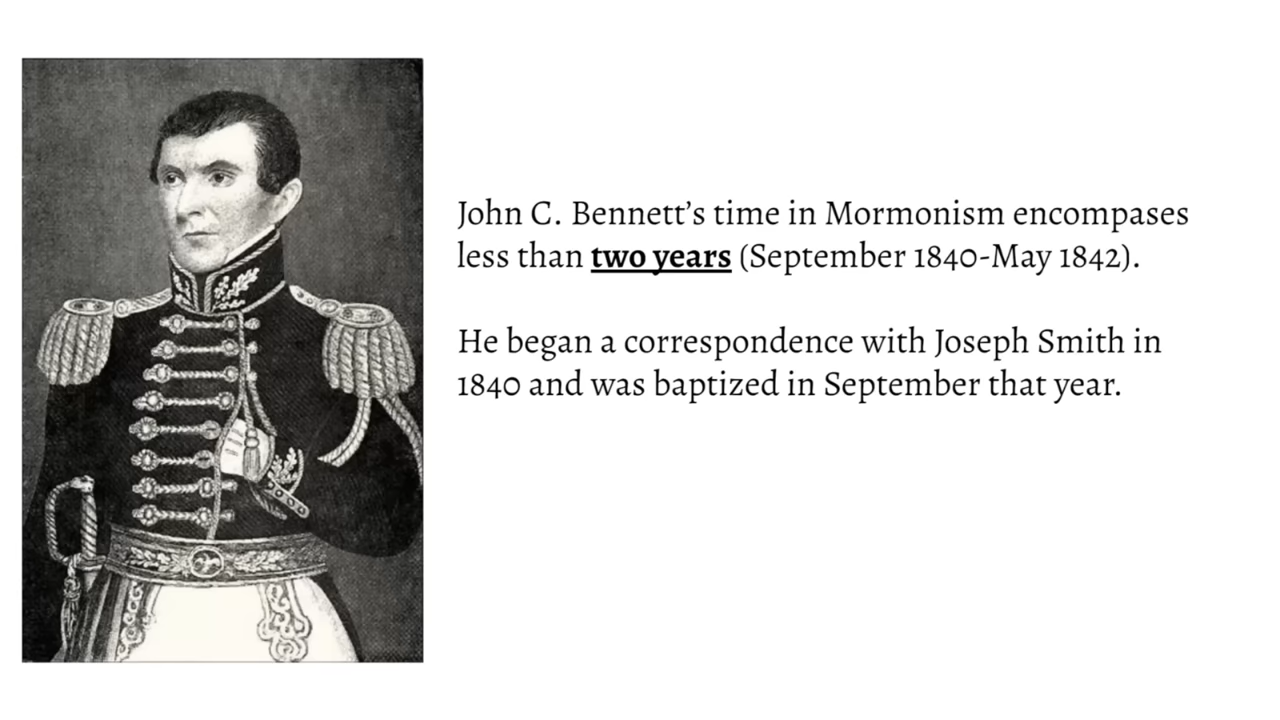 John C. Bennett’s time in Mormonism encompases
less than two years (September 1840-May 1842).
He began a correspondence with Joseph Smith in
1840 and was baptized in September that year.